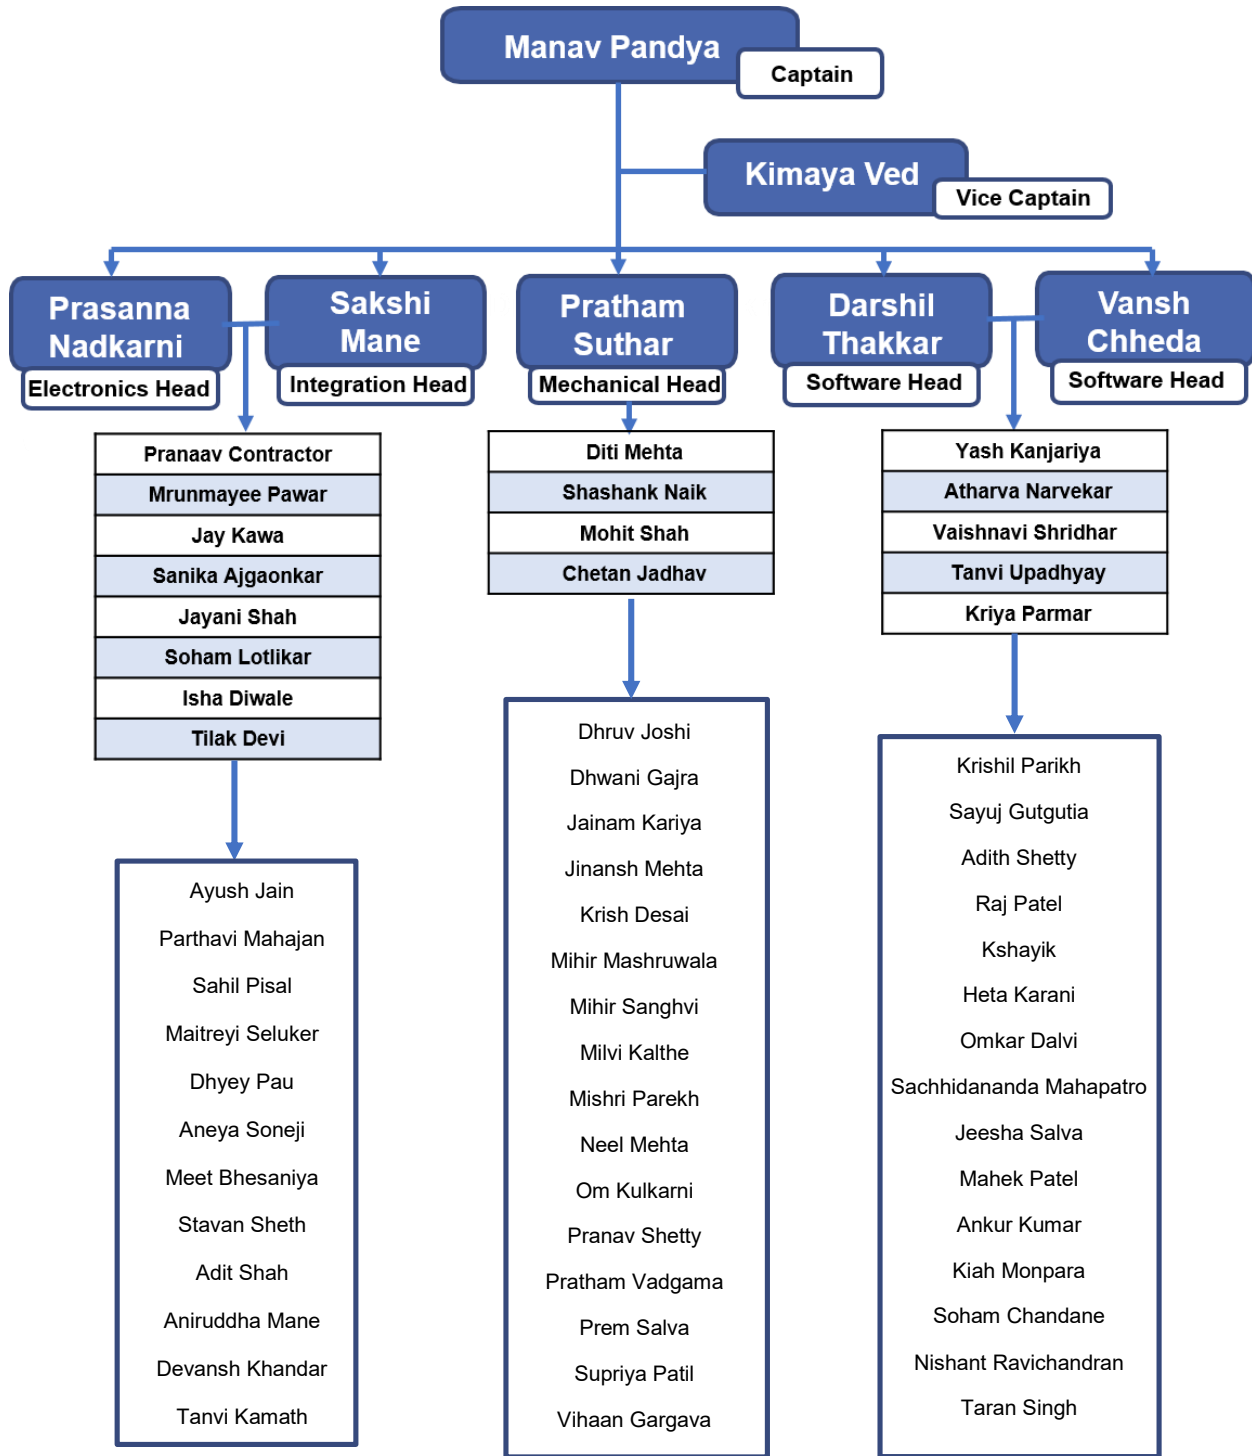 Manav Pandya
Captain
Kimaya Ved
Vice Captain
Prasanna
Nadkarni
Electronics Head
Sakshi
Mane
Integration Head
Pratham
Suthar
Mechanical Head
Darshil
Thakkar
Software Head
Vansh
Chheda
Software Head
Pranaav Contractor
Mrunmayee Pawar
Jay Kawa
Sanika Ajgaonkar
Jayani Shah
Soham Lotlikar
Isha Diwale
Tilak Devi
Diti Mehta
Shashank Naik
Mohit Shah
Chetan Jadhav
Yash Kanjariya
Atharva Narvekar
Vaishnavi Shridhar
Tanvi Upadhyay
Kriya Parmar
Ayush Jain
Parthavi Mahajan
Sahil Pisal
Maitreyi Seluker
Dhyey Pau
Aneya Soneji
Meet Bhesaniya
Stavan Sheth
Adit Shah
Aniruddha Mane
Devansh Khandar
Tanvi Kamath
Dhruv Joshi
Dhwani Gajra
Jainam Kariya
Jinansh Mehta
Krish Desai
Mihir Mashruwala
Mihir Sanghvi
Milvi Kalthe
Mishri Parekh
Neel Mehta
Om Kulkarni
Pranav Shetty
Pratham Vadgama
Prem Salva
Supriya Patil
Vihaan Gargava
Krishil Parikh
Sayuj Gutgutia
Adith Shetty
Raj Patel
Kshayik
Heta Karani
Omkar Dalvi
Sachhidananda Mahapatro
Jeesha Salva
Mahek Patel
Ankur Kumar
Kiah Monpara
Soham Chandane
Nishant Ravichandran
Taran Singh